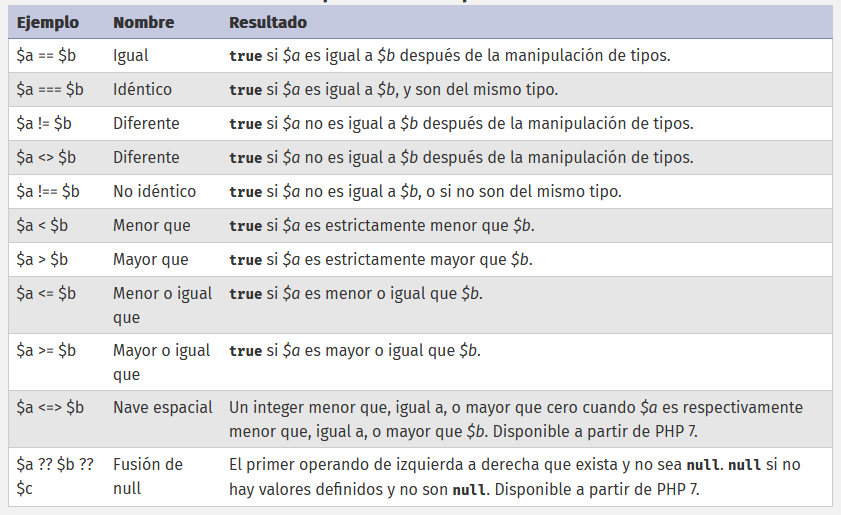 Ejemplo Nombre Resultado
$a == $b Igual true si $a es igual a $b después de la manipulación de tipos.
$a === $b Idéntico true si $a es igual a $b, y son del mismo tipo.
$a != $b Diferente true si $a no es igual a $b después de la manipulación de tipos.
$a <> $b Diferente true si $a no es igual a $b después de la manipulación de tipos.
$a !== $b No idéntico true si $a no es igual a $b, o si no son del mismo tipo.
$a < $b Menor que true si $a es estrictamente menor que $b.
$a > $b Mayor que true si $a es estrictamente mayor que $b.
$a <= $b Menor o igual true si $a es menor o igual que $b.
que
$a >= $b Mayor o igual true si $a es mayor o igual que $b.
que
$a <=> $b Nave espacial Un integer menor que, igual a, o mayor que cero cuando $a es respectivamente
menor que, igual a, o mayor que $b. Disponible a partir de PHP 7.
$a ?? $b ?? Fusión de El primer operando de izquierda a derecha que exista y no sea null. null si no
$c null hay valores definidos y no son null. Disponible a partir de PHP 7.